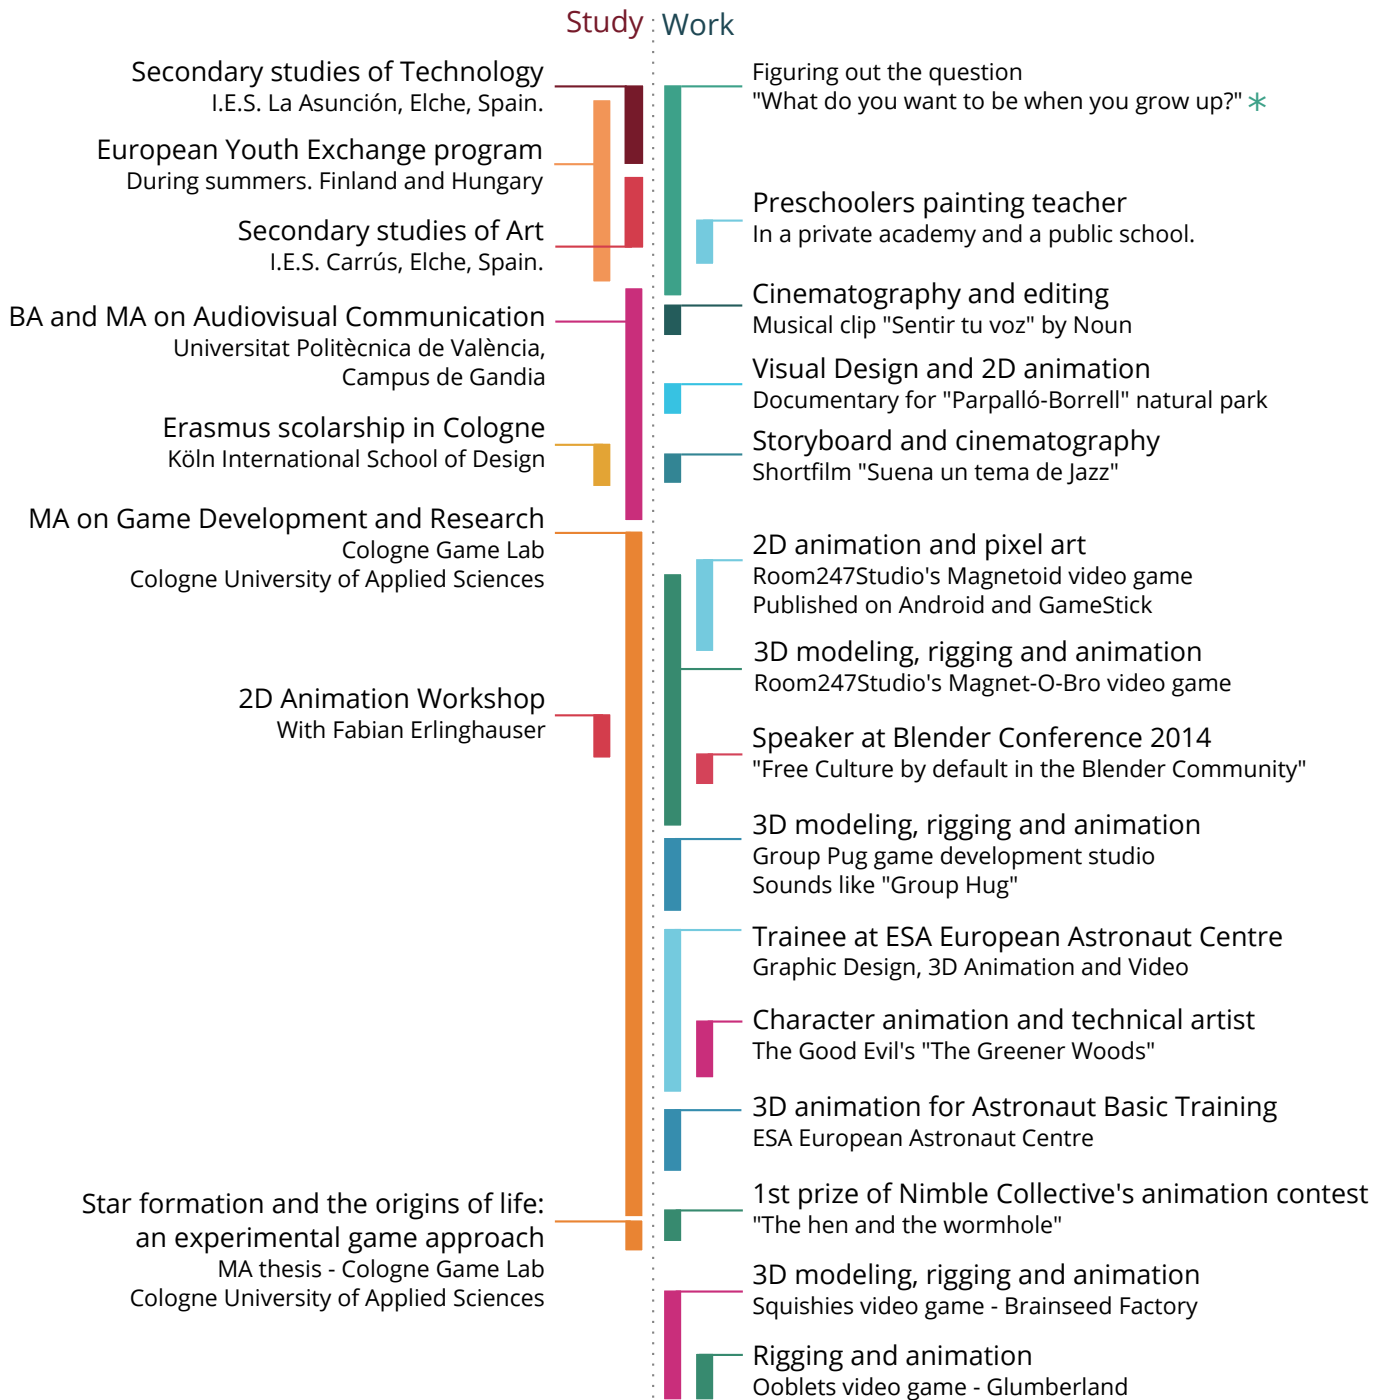 Study
Work
Secondary studies of Technology
I.E.S. La Asunción, Elche, Spain.
European Youth Exchange program
During summers. Finland and Hungary
Secondary studies of Art
I.E.S. Carrús, Elche, Spain.
BA and MA on Audiovisual Communication
Universitat Politècnica de València,
Campus de Gandia
Erasmus scolarship in Cologne
Köln International School of Design
MA on Game Development and Research
Cologne Game Lab
Cologne University of Applied Sciences
2D Animation Workshop
With Fabian Erlinghauser
Star formation and the origins of life:
an experimental game approach
MA thesis - Cologne Game Lab
Cologne University of Applied Sciences
Figuring out the question
"What do you want to be when you grow up?" *
Preschoolers painting teacher
In a private academy and a public school.
Cinematography and editing
Musical clip "Sentir tu voz" by Noun
Visual Design and 2D animation
Documentary for "Parpalló-Borrell" natural park
Storyboard and cinematography
Shortfilm "Suena un tema de Jazz"
2D animation and pixel art
Room247Studio's Magnetoid video game
Published on Android and GameStick
3D modeling, rigging and animation
Room247Studio's Magnet-O-Bro video game
Speaker at Blender Conference 2014
"Free Culture by default in the Blender Community"
3D modeling, rigging and animation
Group Pug game development studio
Sounds like "Group Hug"
Trainee at ESA European Astronaut Centre
Graphic Design, 3D Animation and Video
Character animation and technical artist
The Good Evil's "The Greener Woods"
3D animation for Astronaut Basic Training
ESA European Astronaut Centre
1st prize of Nimble Collective's animation contest
"The hen and the wormhole"
3D modeling, rigging and animation
Squishies video game - Brainseed Factory
Rigging and animation
Ooblets video game - Glumberland